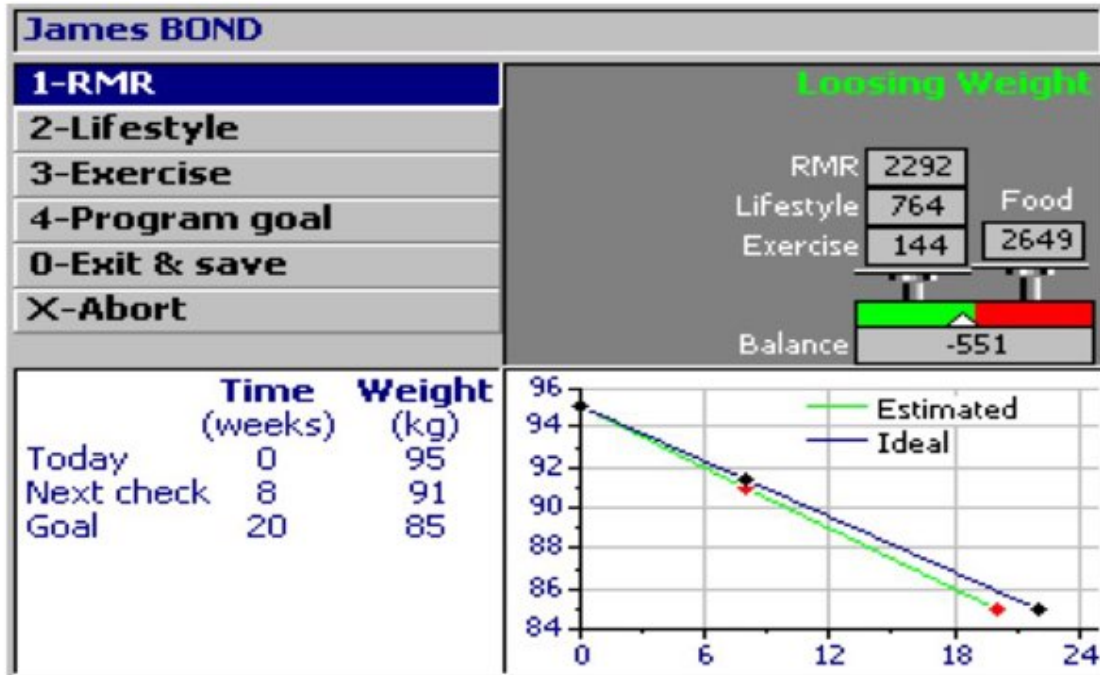 James BOND
1-RMR
2-Lifestyle
3-Exercise
4-Program goal
0-Exit & save
X-Abort
Loosing Weight
RMR 2292
Lifestyle 764
Exercise 144
Food
2649
Balance -551
Time Weight
(weeks) (kg)
Today 0 95
Next check 8 91
Goal 20 85
96
94
92
90
88
86
84
Estimated
Ideal
0 6 12 18 24